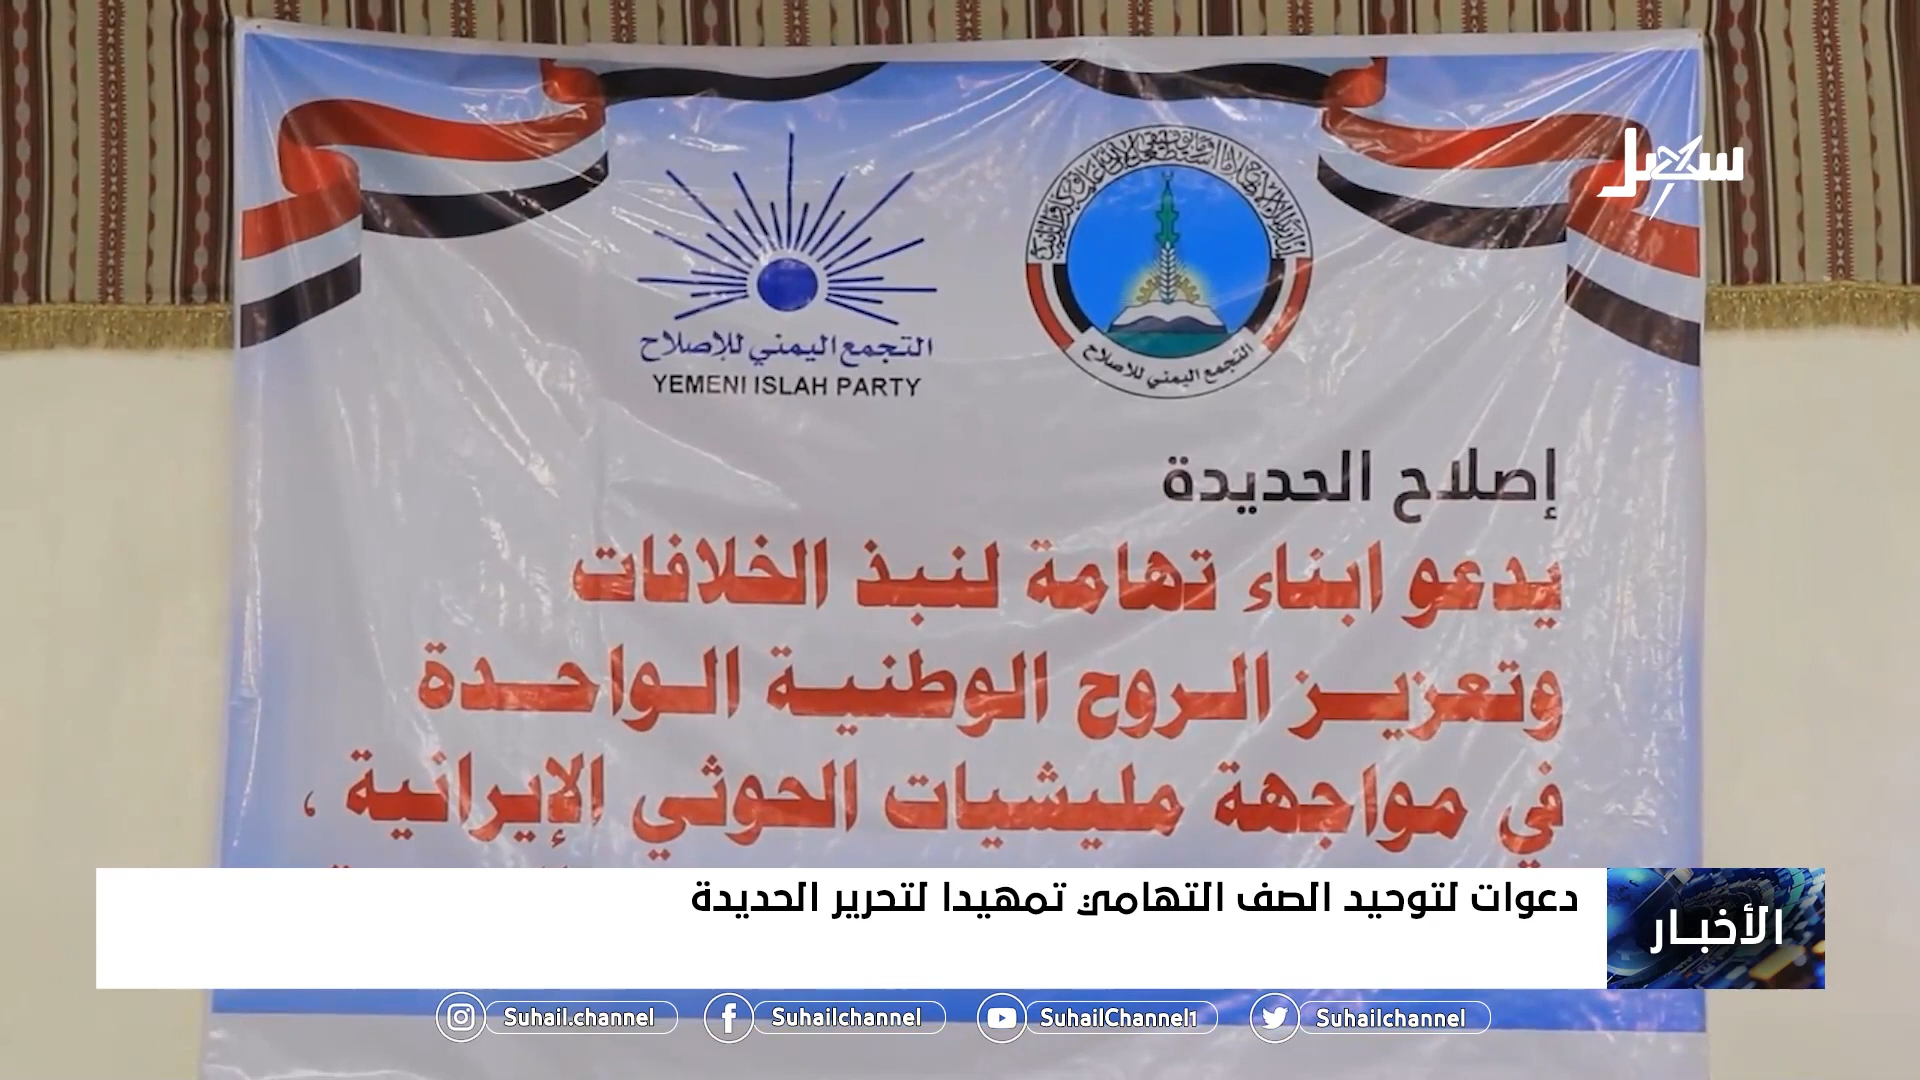 سهيل
التجمع اليمني للإصلاح
YEMENI ISLAH PARTY
التجمع اليمني للاصلاح
إصلاح الحديدة
يدعو ابناء تهامة لنبذ الخلافات
وتعزيز الروح الوطنية الواحدة
في مواجهة مليشيات الحوثي الإيرانية ،
دعوات لتوحيد الصف التهامي تمهيدا لتحرير الحديدة
الأخبار
Suhail.channel
Suhailchannel
SuhailChannel1
Suhailchannel